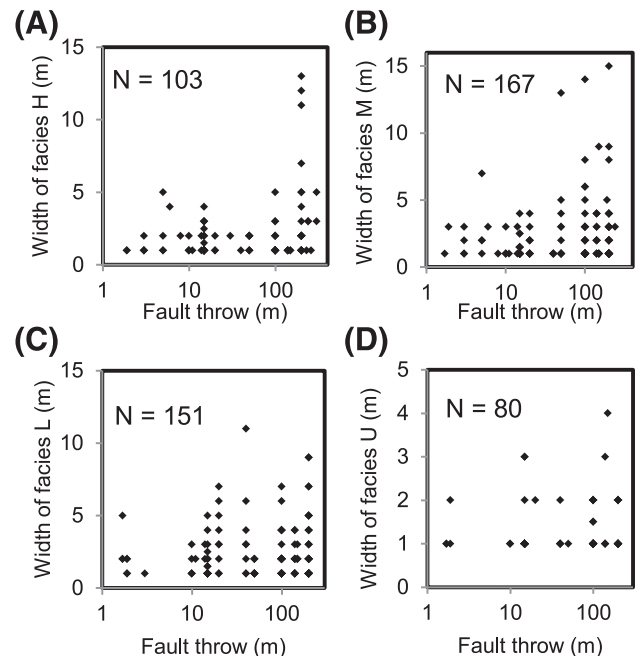 (A)
15
10
5
0
N = 103
Width of facies H (m)
1 10 100
Fault throw (m)
(B)
15
10
5
0
N = 167
Width of facies M (m)
1 10 100
Fault throw (m)
(C)
15
10
5
0
N = 151
Width of facies L (m)
1 10 100
Fault throw (m)
(D)
5
4
3
2
1
0
N = 80
Width of facies U (m)
1 10 100
Fault throw (m)